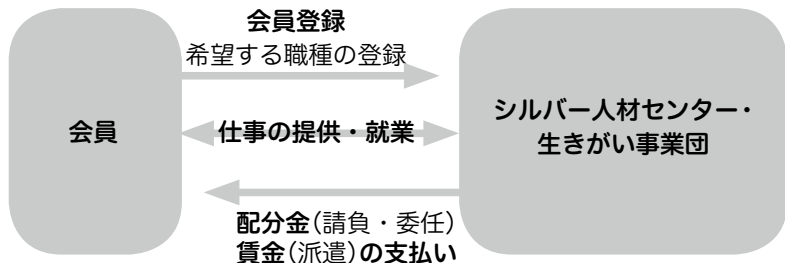 会員登録
希望する職種の登録
会員
仕事の提供・就業
シルバー人材センター・
生きがい事業団
配分金(請負・委任)
賃金(派遣)の支払い